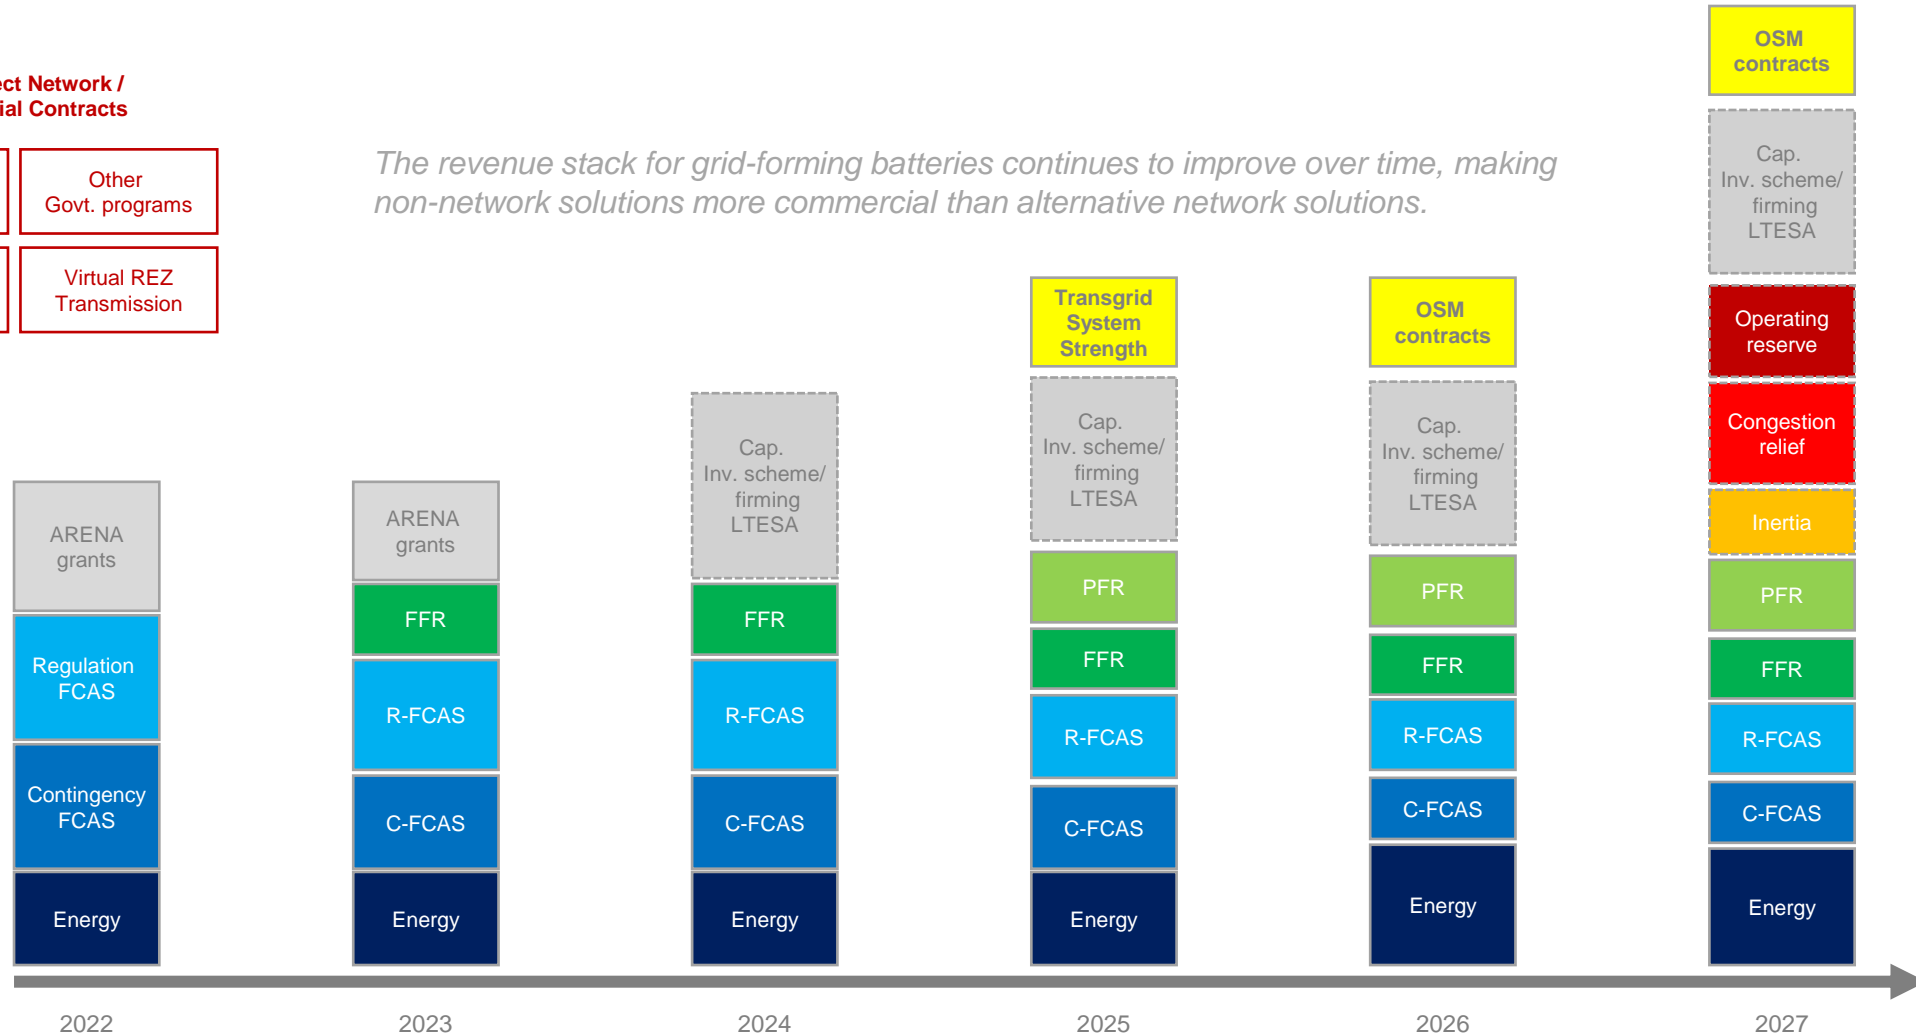 ect Network /
ial Contracts
Other
Govt. programs
Virtual REZ
Transmission
The revenue stack for grid-forming batteries continues to improve over time, making
non-network solutions more commercial than alternative network solutions.
ARENA
grants
Regulation
FCAS
Contingency
FCAS
Energy
ARENA
grants
FFR
R-FCAS
C-FCAS
Energy
Cap.
Inv. scheme/
firming
LTESA
FFR
R-FCAS
C-FCAS
Energy
Transgrid
System
Strength
Cap.
Inv. scheme/
firming
LTESA
PFR
FFR
R-FCAS
C-FCAS
Energy
OSM
contracts
Cap.
Inv. scheme/
firming
LTESA
PFR
FFR
R-FCAS
C-FCAS
Energy
OSM
contracts
Cap.
Inv. scheme/
firming
LTESA
Operating
reserve
Congestion
relief
Inertia
PFR
FFR
R-FCAS
C-FCAS
Energy
2022
2023
2024
2025
2026
2027